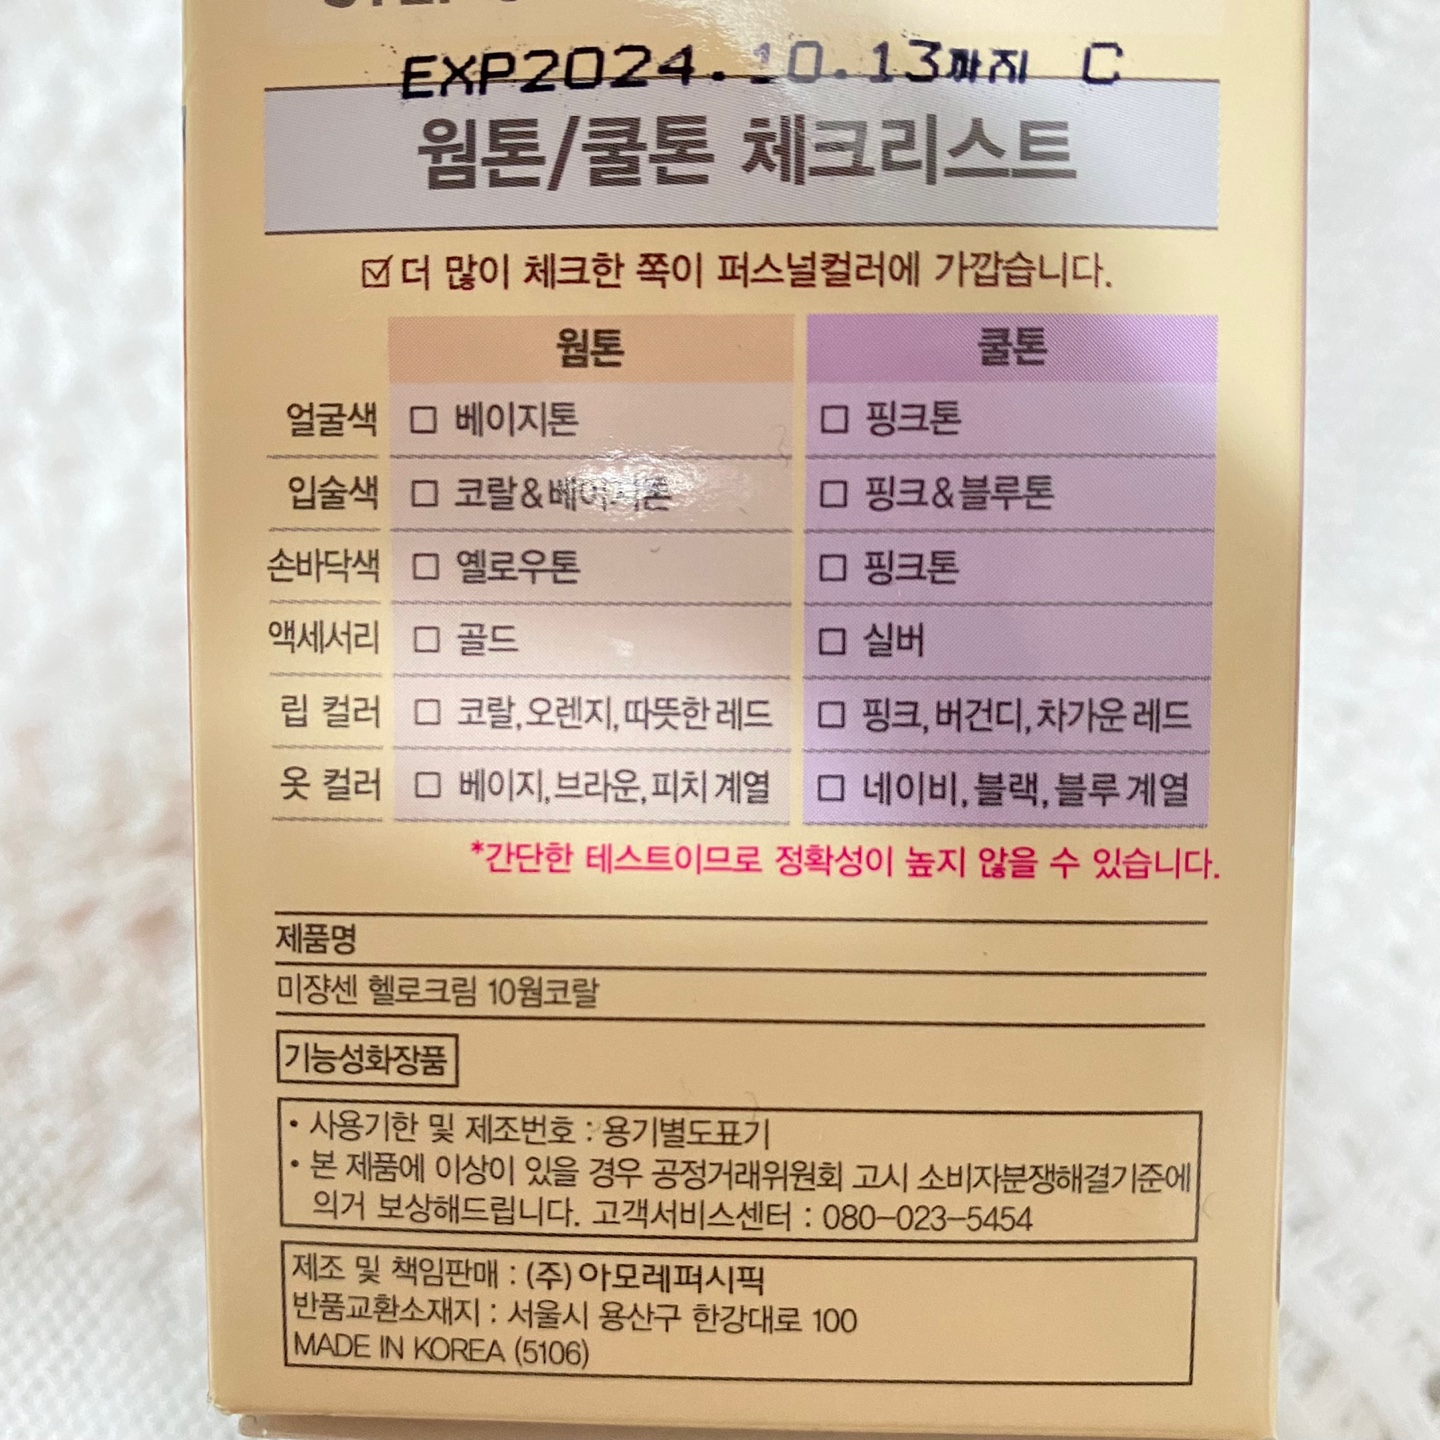 EXP2024.10.13까지 C
웜톤/쿨톤 체크리스트
☑더 많이 체크한 쪽이 퍼스널컬러에 가깝습니다.
웜톤 쿨톤
얼굴색 □ 베이지톤 □ 핑크톤
입술색 □ 코랄&베이지톤 □ 핑크&블루톤
손바닥색 □ 옐로우톤 □ 핑크톤
액세서리 □ 골드 □ 실버
립 컬러 □ 코랄, 오렌지, 따뜻한 레드 □ 핑크, 버건디, 차가운 레드
옷 컬러 □ 베이지, 브라운, 피치 계열 □ 네이비, 블랙, 블루 계열
*간단한 테스트이므로 정확성이 높지 않을 수 있습니다.
제품명
미쟝센 헬로크림 10웜코랄
기능성화장품
• 사용기한 및 제조번호 : 용기별도표기
• 본 제품에 이상이 있을 경우 공정거래위원회 고시 소비자분쟁해결기준에
의거 보상해드립니다. 고객서비스센터 : 080-023-5454
제조 및 책임판매 : (주)아모레퍼시픽
반품교환소재지 : 서울시 용산구 한강대로 100
MADE IN KOREA (5106)